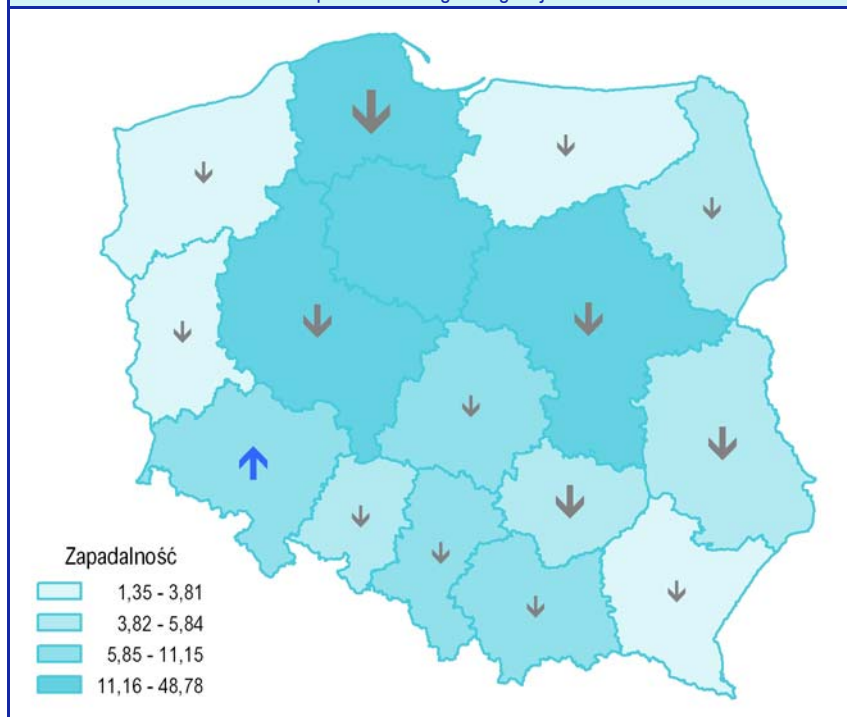 Zapadalność
1,35 - 3,81
3,82 - 5,84
5,85 - 11,15
11,16 - 48,78